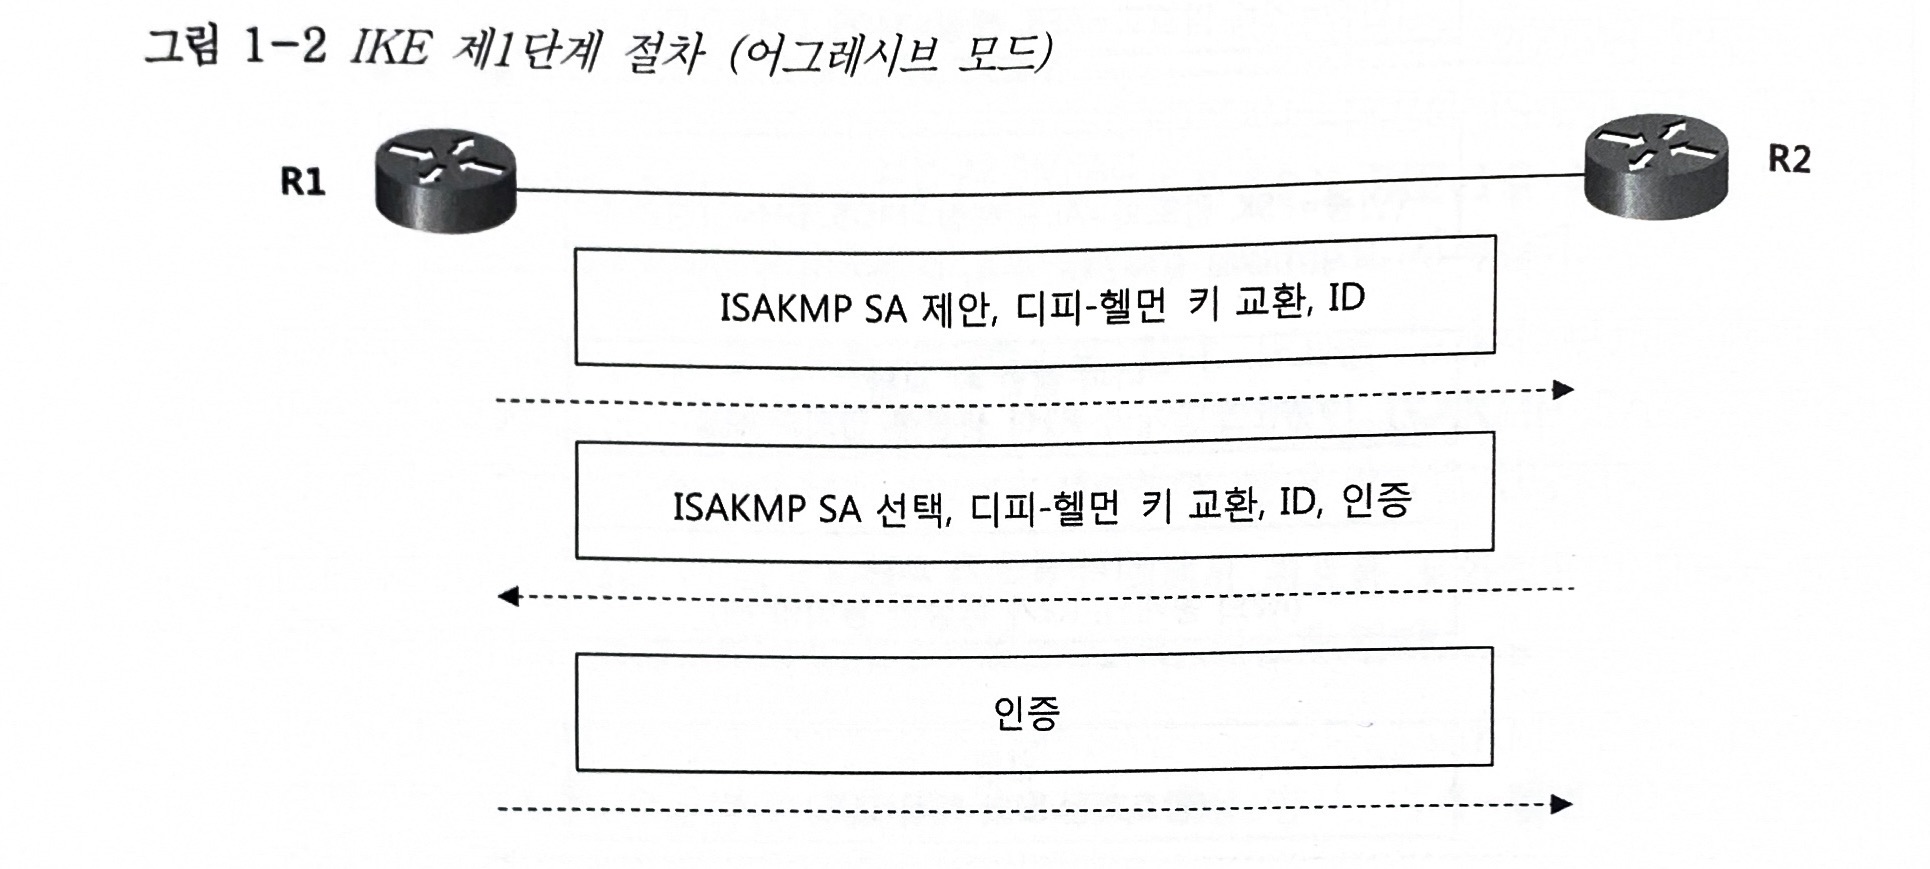 그림 1-2 IKE 제1단계 절차 (어그레시브 모드)
R1
R2
ISAKMP SA 제안, 디피-헬먼 키 교환, ID
ISAKMP SA 선택, 디피-헬먼 키 교환, ID, 인증
인증